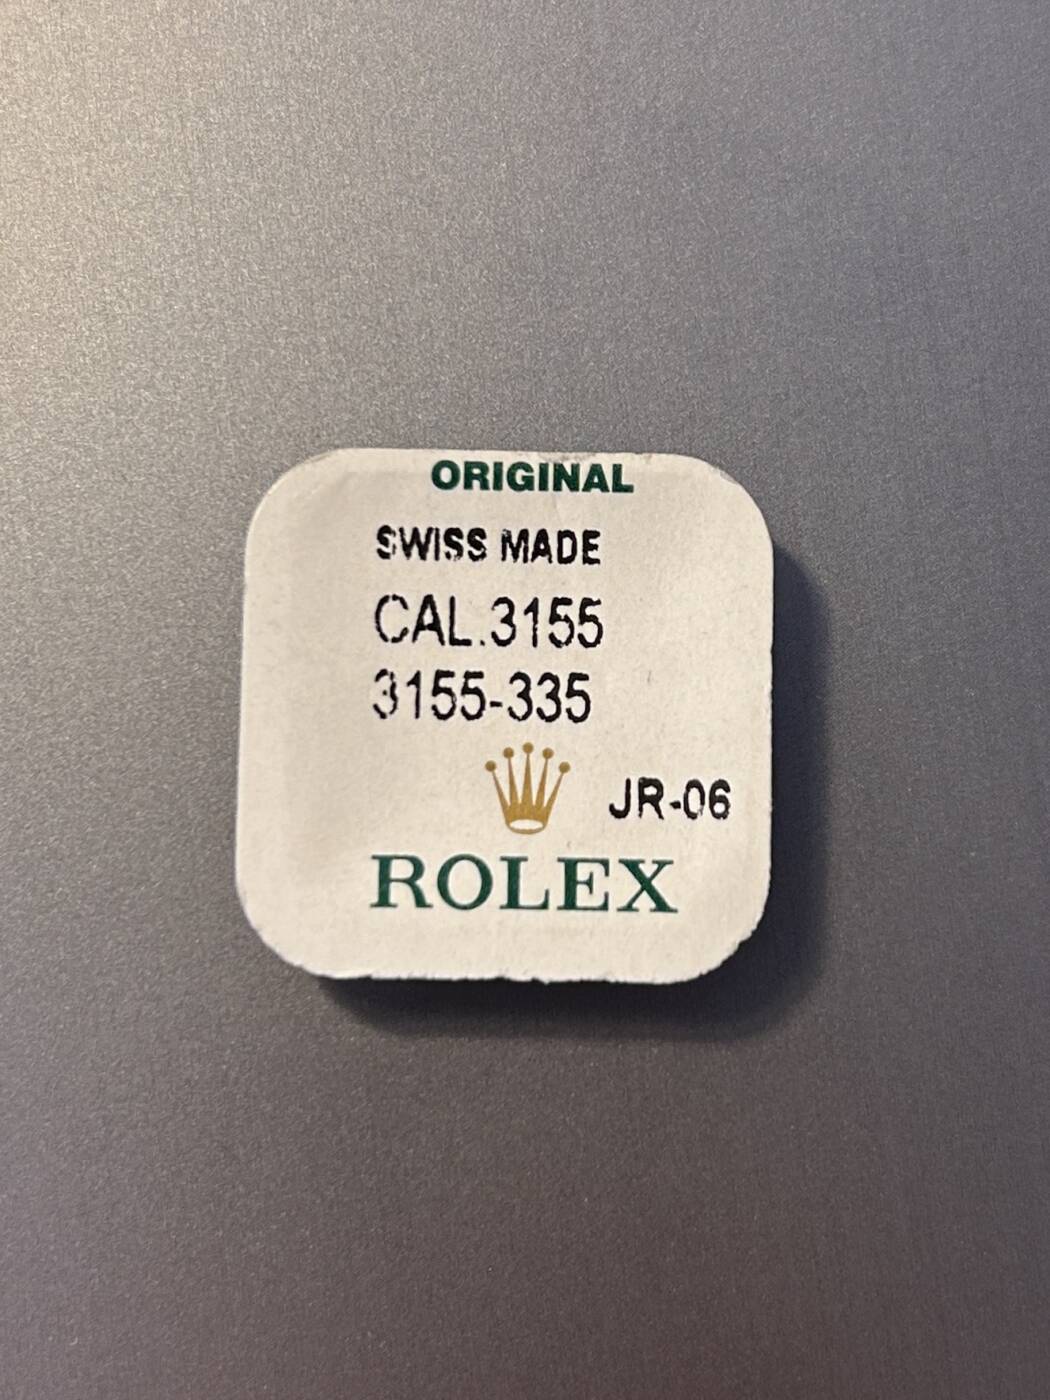 ORIGINAL
SWISS MADE
CAL.3155
3155-335
JR-06
ROLEX